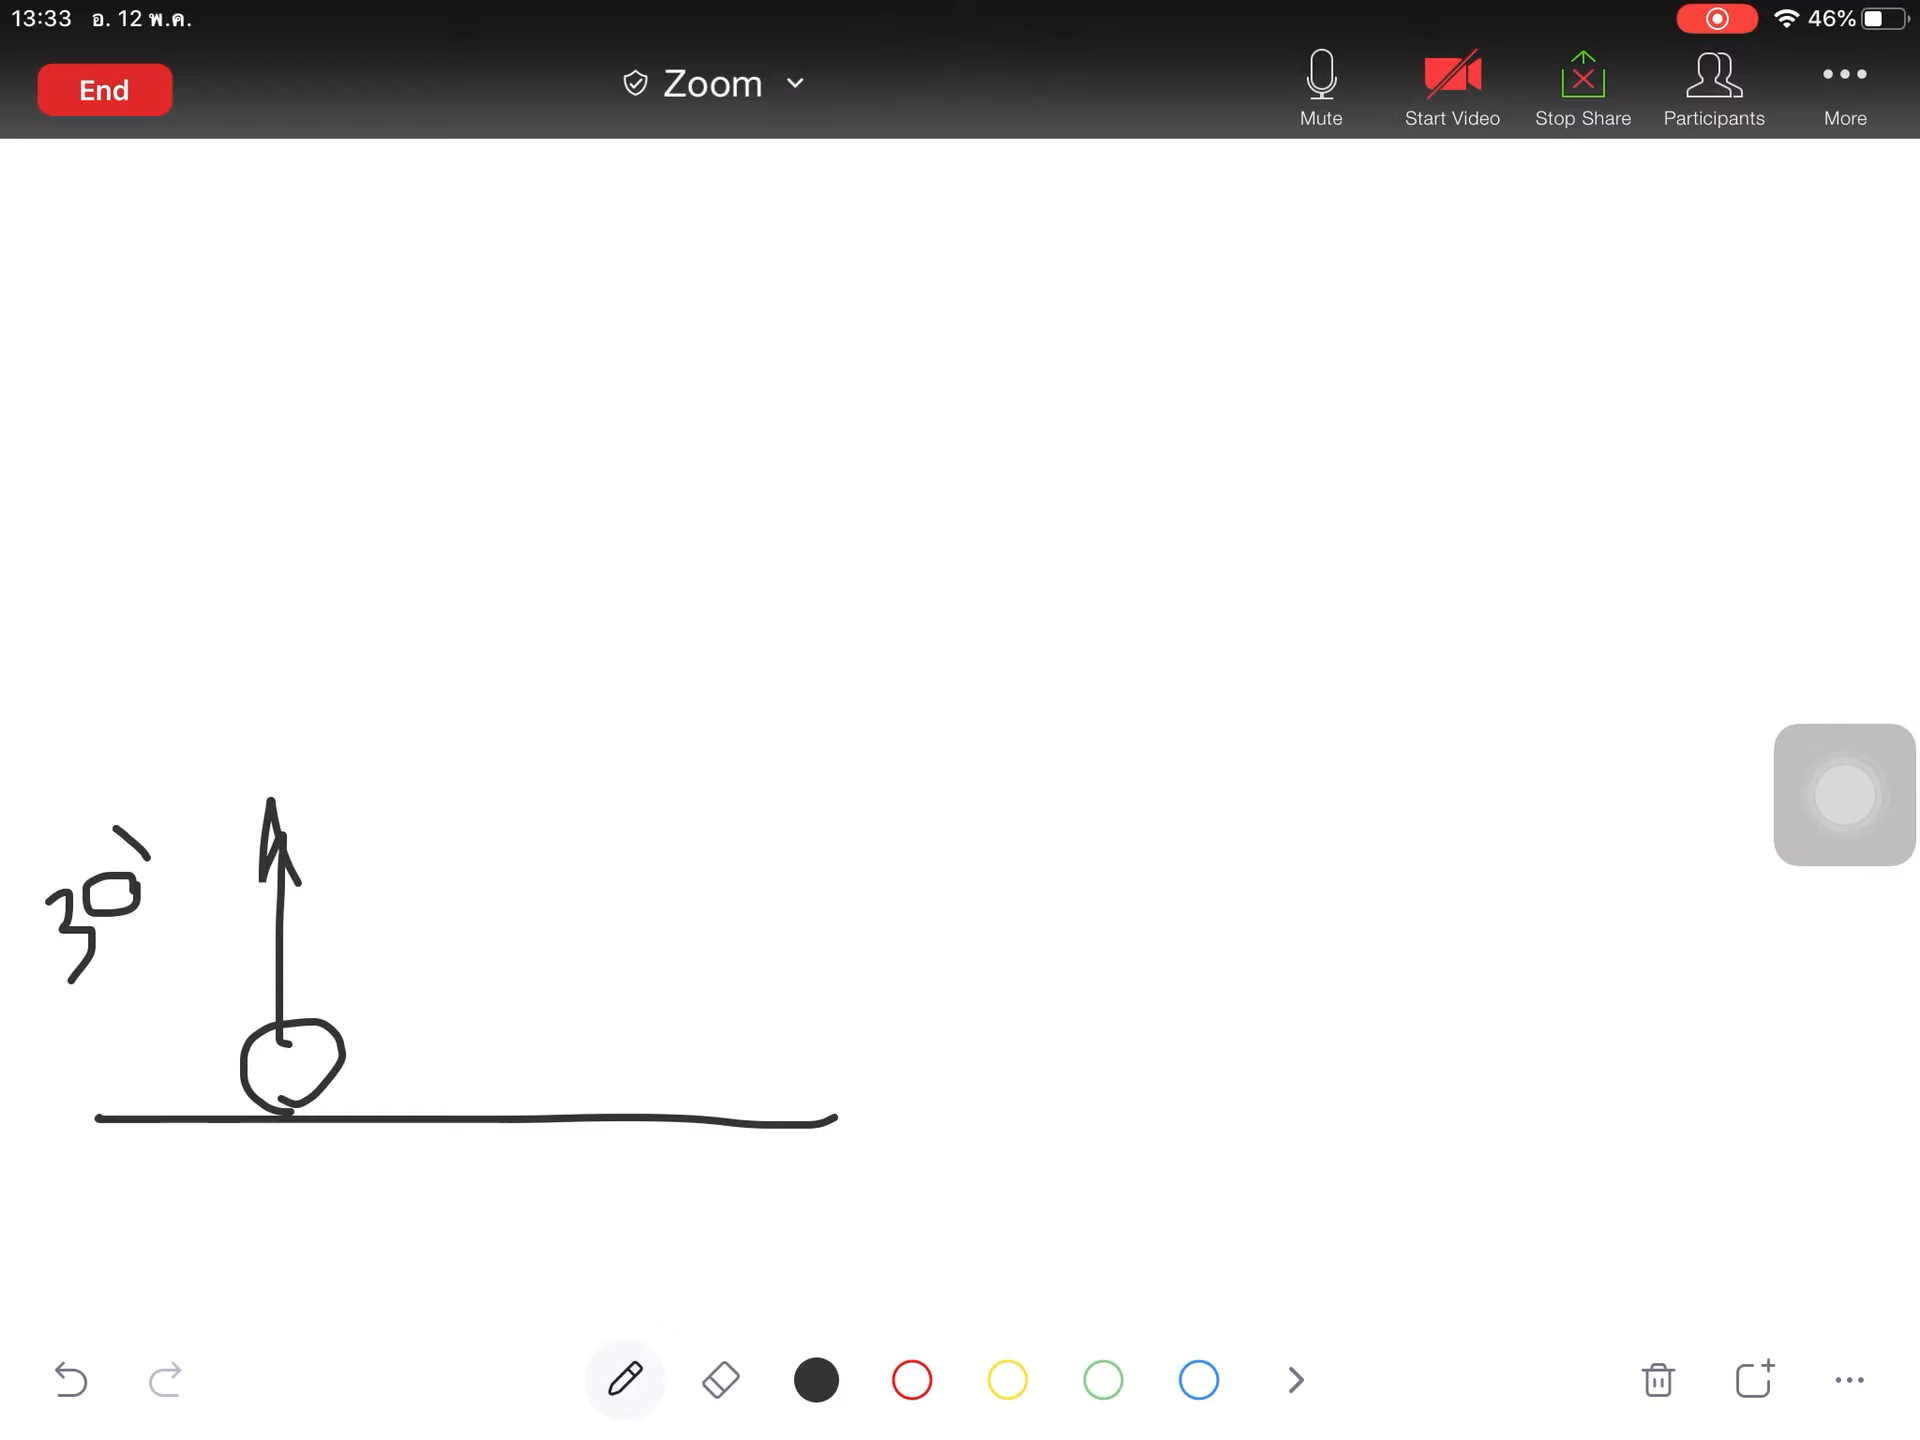 13:33 อ. 12 พ.ค. 46%
End Zoom Mute Start Video Stop Share Participants More
30